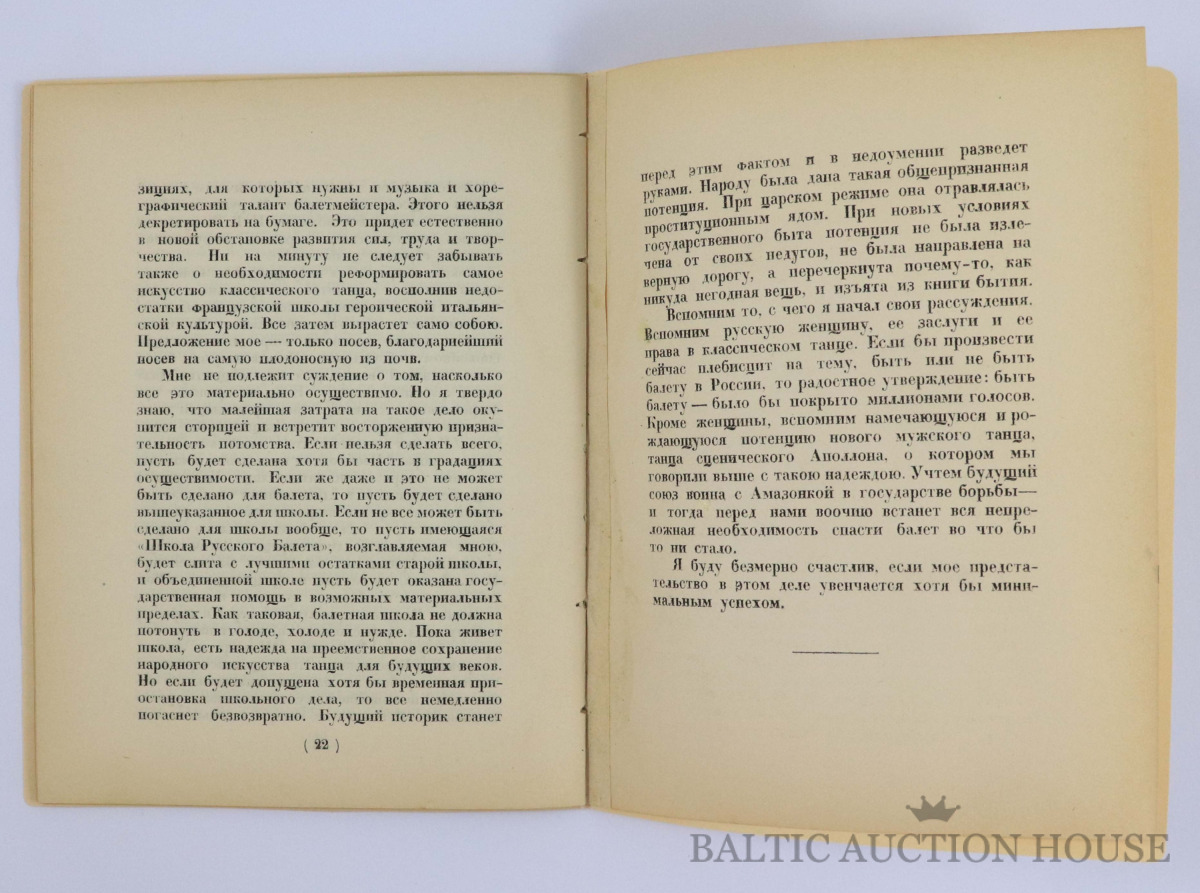 зициях, для которых нужны и музыка и хорео-
графический талант балетмейстера. Этого нельзя
декретировать на бумаге. Это придет естественно
в новой обстановке развития сил, труда и твор-
чества. Ни на минуту не следует забывать
также о необходимости реформировать самое
искусство классического танца, восполнив недо-
статки французской школы героической итальян-
ской культурой. Все затем вырастет само собою.
Предложение мое — только посев, благодарнейший
посев на самую плодоносную из почв.
Мне не подлежит суждение о том, насколько
все это материально осуществимо. Но я твердо
знаю, что малейшая затрата на такое дело оку-
пится сторицей и встретит восторженную призна-
тельность потомства. Если нельзя сделать всего,
пусть будет сделана хотя бы часть в градациях
осуществимости. Если же даже и это не может
быть сделано для балета, то пусть будет сделано
вышеуказанное для школы. Если не все может быть
сделано для школы вообще, то пусть имеющаяся
«Школа Русского Балета», возглавляемая мною,
будет слита с лучшими остатками старой школы,
и объединенной школе пусть будет оказана госу-
дарственная помощь в возможных материальных
пределах. Как таковая, балетная школа не должна
потонуть в голоде, холоде и нужде. Пока живет
школа, есть надежда на преемственное сохранение
народного искусства танца для будущих веков.
Но если будет допущена хотя бы временная при-
остановка школьного дела, то все немедленно
погаснет безвозвратно. Будущий историк станет
( 22 )
перед этим фактом и в недоумении разведет
руками. Народу была дана такая общепризнанная
потенция. При царском режиме она отравлялась
проституционным ядом. При новых условиях
государственного быта потенция не была изле-
чена от своих недугов, не была направлена на
верную дорогу, а перечеркнута почему-то, как
никуда негодная вещь, и изъята из книги бытия.
Вспомним то, с чего я начал свои рассуждения.
Вспомним русскую женщину, ее заслуги и ее
права в классическом танце. Если бы произвести
сейчас плебисцит на тему, быть или не быть
балету в России, то радостное утверждение: быть
балету — было бы покрыто миллионами голосов.
Кроме женщины, вспомним намечающуюся и ро-
ждающуюся потенцию нового мужского танца,
танца сценического Аполлона, о котором мы
говорили выше с такою надеждою. Учтем будущий
союз воина с Амазонкой в государстве борьбы—
и тогда перед нами воочию встанет вся непре-
ложная необходимость спасти балет во что бы
то ни стало.
Я буду безмерно счастлив, если мое предста-
тельство в этом деле увенчается хотя бы мини-
мальным успехом.
BALTIC AUCTION HOUSE